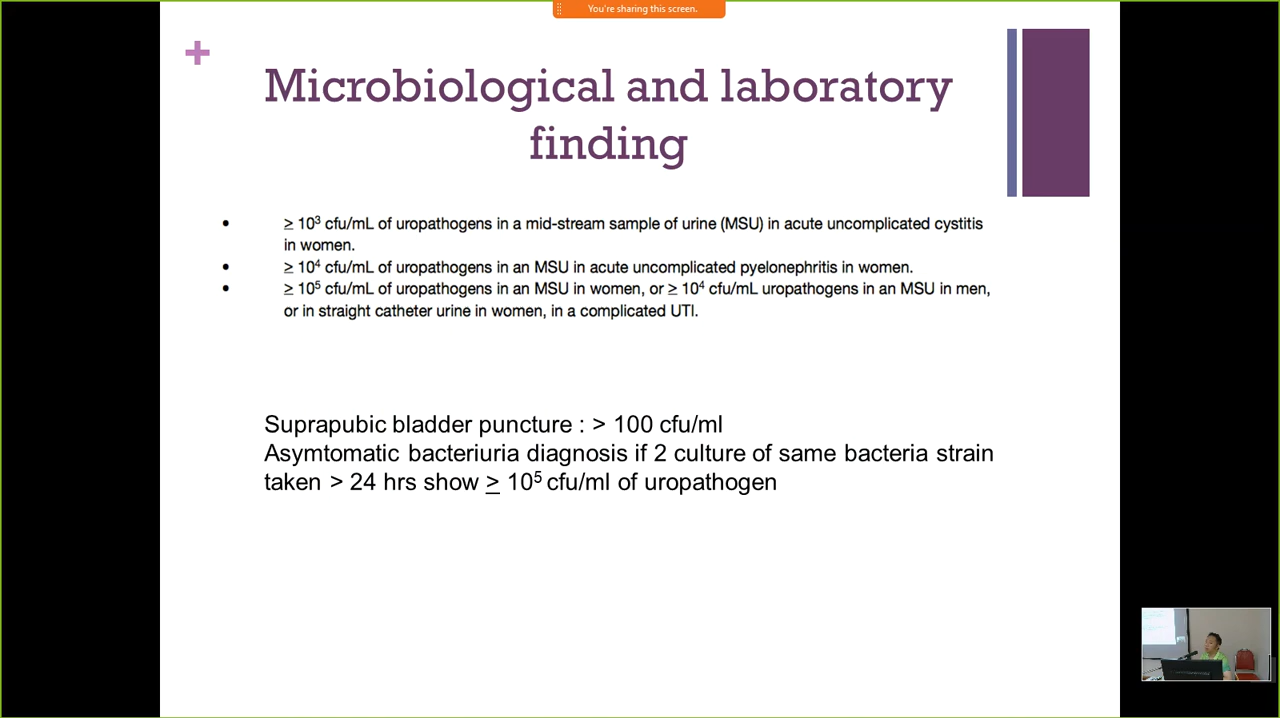 You're sharing this screen.
+
Microbiological and laboratory
finding
• ≥ 10³ cfu/mL of uropathogens in a mid-stream sample of urine (MSU) in acute uncomplicated cystitis
in women.
• ≥ 10⁴ cfu/mL of uropathogens in an MSU in acute uncomplicated pyelonephritis in women.
• ≥ 10⁵ cfu/mL of uropathogens in an MSU in women, or ≥ 10⁴ cfu/mL uropathogens in an MSU in men,
or in straight catheter urine in women, in a complicated UTI.
Suprapubic bladder puncture : > 100 cfu/ml
Asymtomatic bacteriuria diagnosis if 2 culture of same bacteria strain
taken > 24 hrs show ≥ 10⁵ cfu/ml of uropathogen